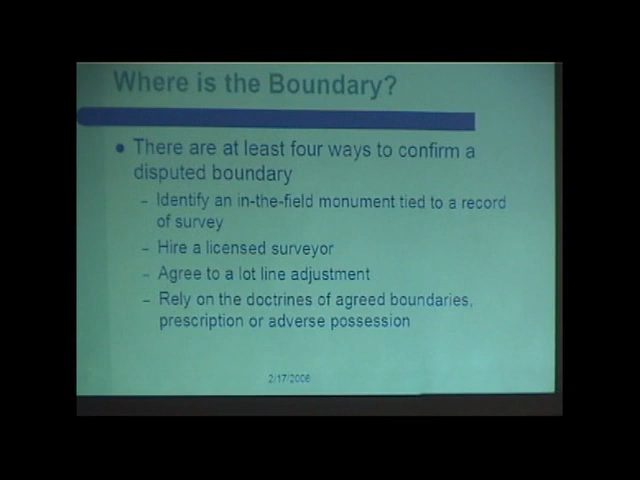 Where is the Boundary?
● There are at least four ways to confirm a
disputed boundary
– Identify an in-the-field monument tied to a record
of survey
– Hire a licensed surveyor
– Agree to a lot line adjustment
– Rely on the doctrines of agreed boundaries,
prescription or adverse possession
2/17/2006